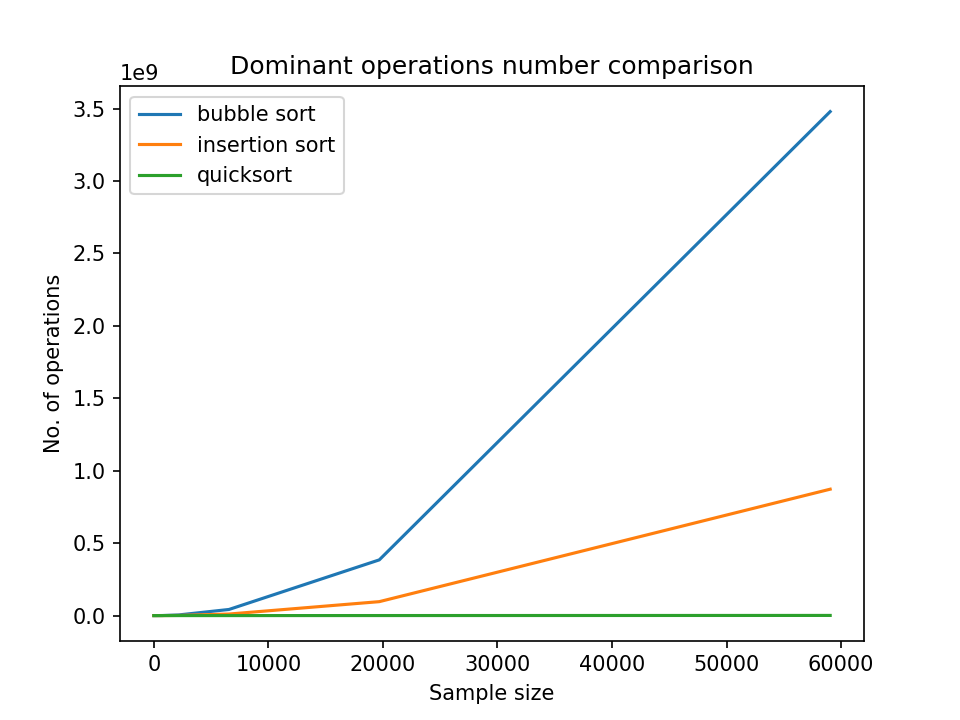 Dominant operations number comparison
1e9
bubble sort
insertion sort
quicksort
3.5
3.0
2.5
2.0
1.5
1.0
0.5
0.0
No. of operations
0 10000 20000 30000 40000 50000 60000
Sample size